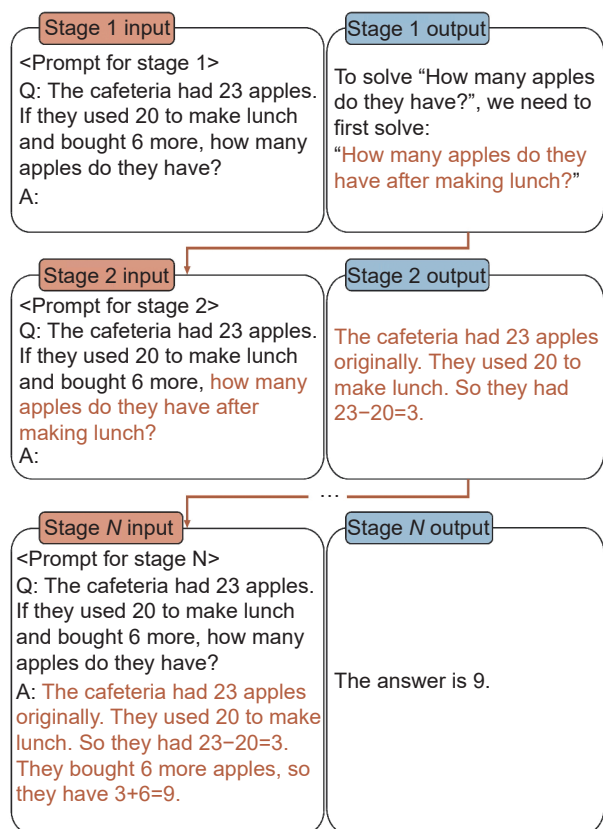 Stage 1 input
<Prompt for stage 1>
Q: The cafeteria had 23 apples.
If they used 20 to make lunch
and bought 6 more, how many
apples do they have?
A:
Stage 1 output
To solve “How many apples
do they have?”, we need to
first solve:
“How many apples do they
have after making lunch?”
Stage 2 input
<Prompt for stage 2>
Q: The cafeteria had 23 apples.
If they used 20 to make lunch
and bought 6 more, how many
apples do they have after
making lunch?
A:
Stage 2 output
The cafeteria had 23 apples
originally. They used 20 to
make lunch. So they had
23−20=3.
...
Stage N input
<Prompt for stage N>
Q: The cafeteria had 23 apples.
If they used 20 to make lunch
and bought 6 more, how many
apples do they have?
A: The cafeteria had 23 apples
originally. They used 20 to make
lunch. So they had 23−20=3.
They bought 6 more apples, so
they have 3+6=9.
Stage N output
The answer is 9.